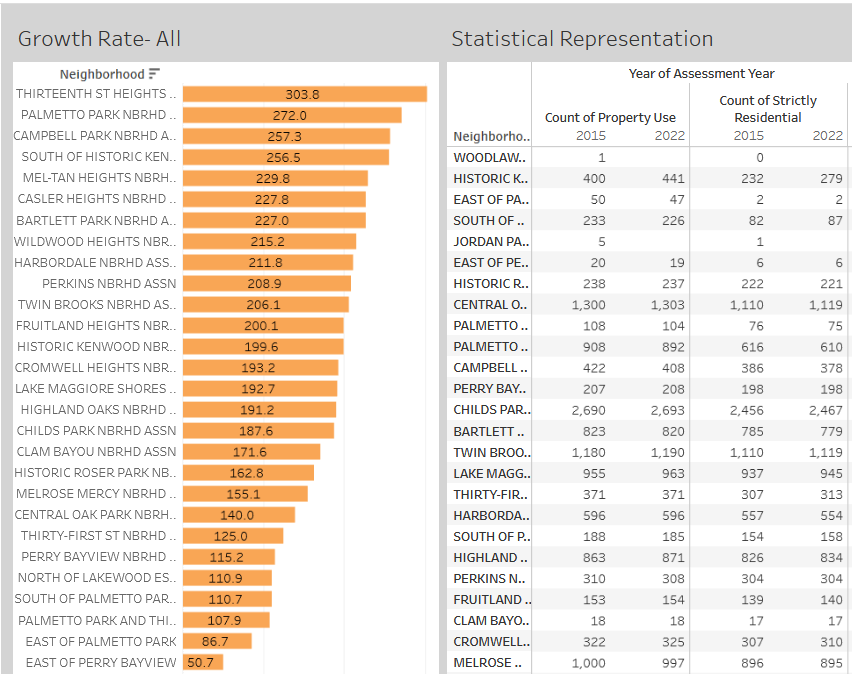 Growth Rate- All
Neighborhood
THIRTEENTH ST HEIGHTS .. 303.8
PALMETTO PARK NBRHD .. 272.0
CAMPBELL PARK NBRHD A.. 257.3
SOUTH OF HISTORIC KEN.. 256.5
MEL-TAN HEIGHTS NBRH.. 229.8
CASLER HEIGHTS NBRHD .. 227.8
BARTLETT PARK NBRHD A.. 227.0
WILDWOOD HEIGHTS NBR.. 215.2
HARBORDALE NBRHD ASS.. 211.8
PERKINS NBRHD ASSN 208.9
TWIN BROOKS NBRHD AS.. 206.1
FRUITLAND HEIGHTS NBR.. 200.1
HISTORIC KENWOOD NBR.. 199.6
CROMWELL HEIGHTS NBR.. 193.2
LAKE MAGGIORE SHORES .. 192.7
HIGHLAND OAKS NBRHD .. 191.2
CHILDS PARK NBRHD ASSN 187.6
CLAM BAYOU NBRHD ASSN 171.6
HISTORIC ROSER PARK NB.. 162.8
MELROSE MERCY NBRHD .. 155.1
CENTRAL OAK PARK NBRH.. 140.0
THIRTY-FIRST ST NBRHD .. 125.0
PERRY BAYVIEW NBRHD .. 115.2
NORTH OF LAKEWOOD ES.. 110.9
SOUTH OF PALMETTO PAR.. 110.7
PALMETTO PARK AND THI.. 107.9
EAST OF PALMETTO PARK 86.7
EAST OF PERRY BAYVIEW 50.7
Statistical Representation
Year of Assessment Year
Count of Strictly
Count of Property Use Residential
Neighborho.. 2015 2022 2015 2022
WOODLAW.. 1 0
HISTORIC K.. 400 441 232 279
EAST OF PA.. 50 47 2 2
SOUTH OF .. 233 226 82 87
JORDAN PA.. 5 1
EAST OF PE.. 20 19 6 6
HISTORIC R.. 238 237 222 221
CENTRAL O.. 1,300 1,303 1,110 1,119
PALMETTO .. 108 104 76 75
PALMETTO .. 908 892 616 610
CAMPBELL .. 422 408 386 378
PERRY BAY.. 207 208 198 198
CHILDS PAR.. 2,690 2,693 2,456 2,467
BARTLETT .. 823 820 785 779
TWIN BROO.. 1,180 1,190 1,110 1,119
LAKE MAGG.. 955 963 937 945
THIRTY-FIR.. 371 371 307 313
HARBORDA.. 596 596 557 554
SOUTH OF P.. 188 185 154 158
HIGHLAND .. 863 871 826 834
PERKINS N.. 310 308 304 304
FRUITLAND .. 153 154 139 140
CLAM BAYO.. 18 18 17 17
CROMWELL.. 322 325 307 310
MELROSE .. 1,000 997 896 895